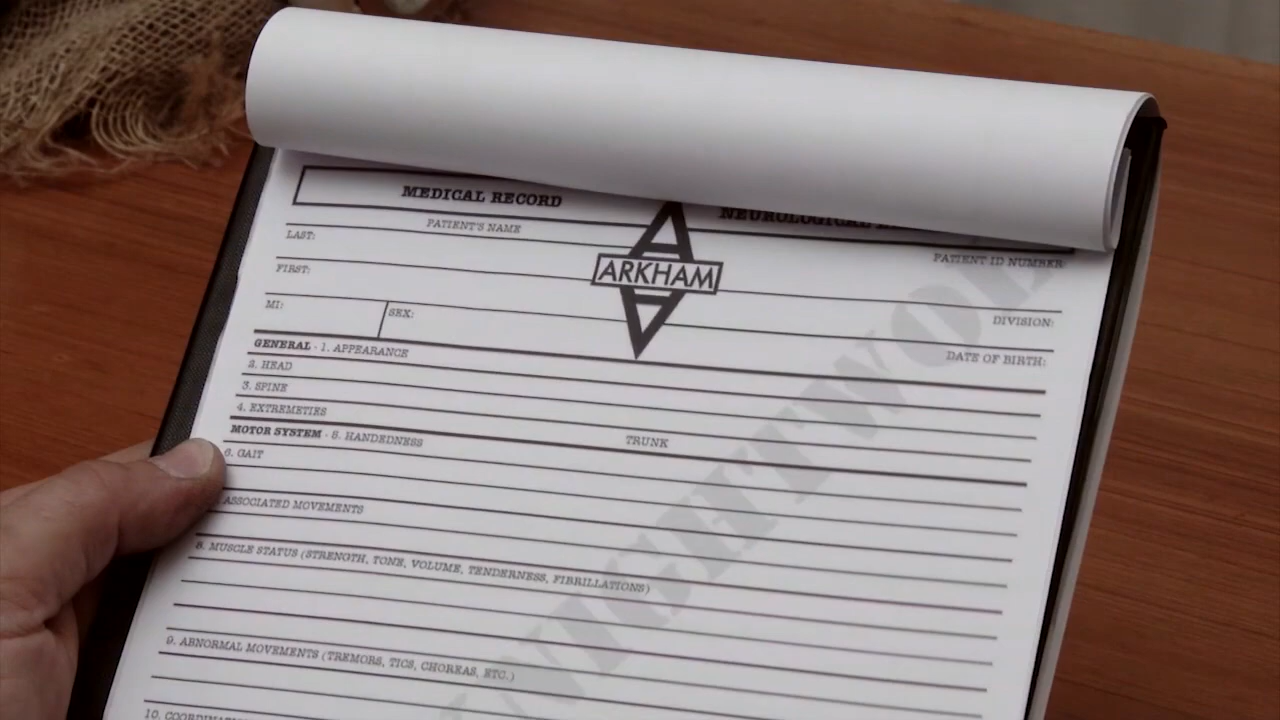 MEDICAL RECORD
NEUROLOGICAL
PATIENT'S NAME
LAST:
PATIENT ID NUMBER:
ARKHAM
FIRST:
DIVISION:
MI:
SEX:
DATE OF BIRTH:
GENERAL - 1. APPEARANCE
2. HEAD
3. SPINE
4. EXTREMETIES
MOTOR SYSTEM - 5. HANDEDNESS TRUNK
6. GAIT
ASSOCIATED MOVEMENTS
8. MUSCLE STATUS (STRENGTH, TONE, VOLUME, TENDERNESS, FIBRILLATIONS)
9. ABNORMAL MOVEMENTS (TREMORS, TICS, CHOREAS, ETC.)
10.